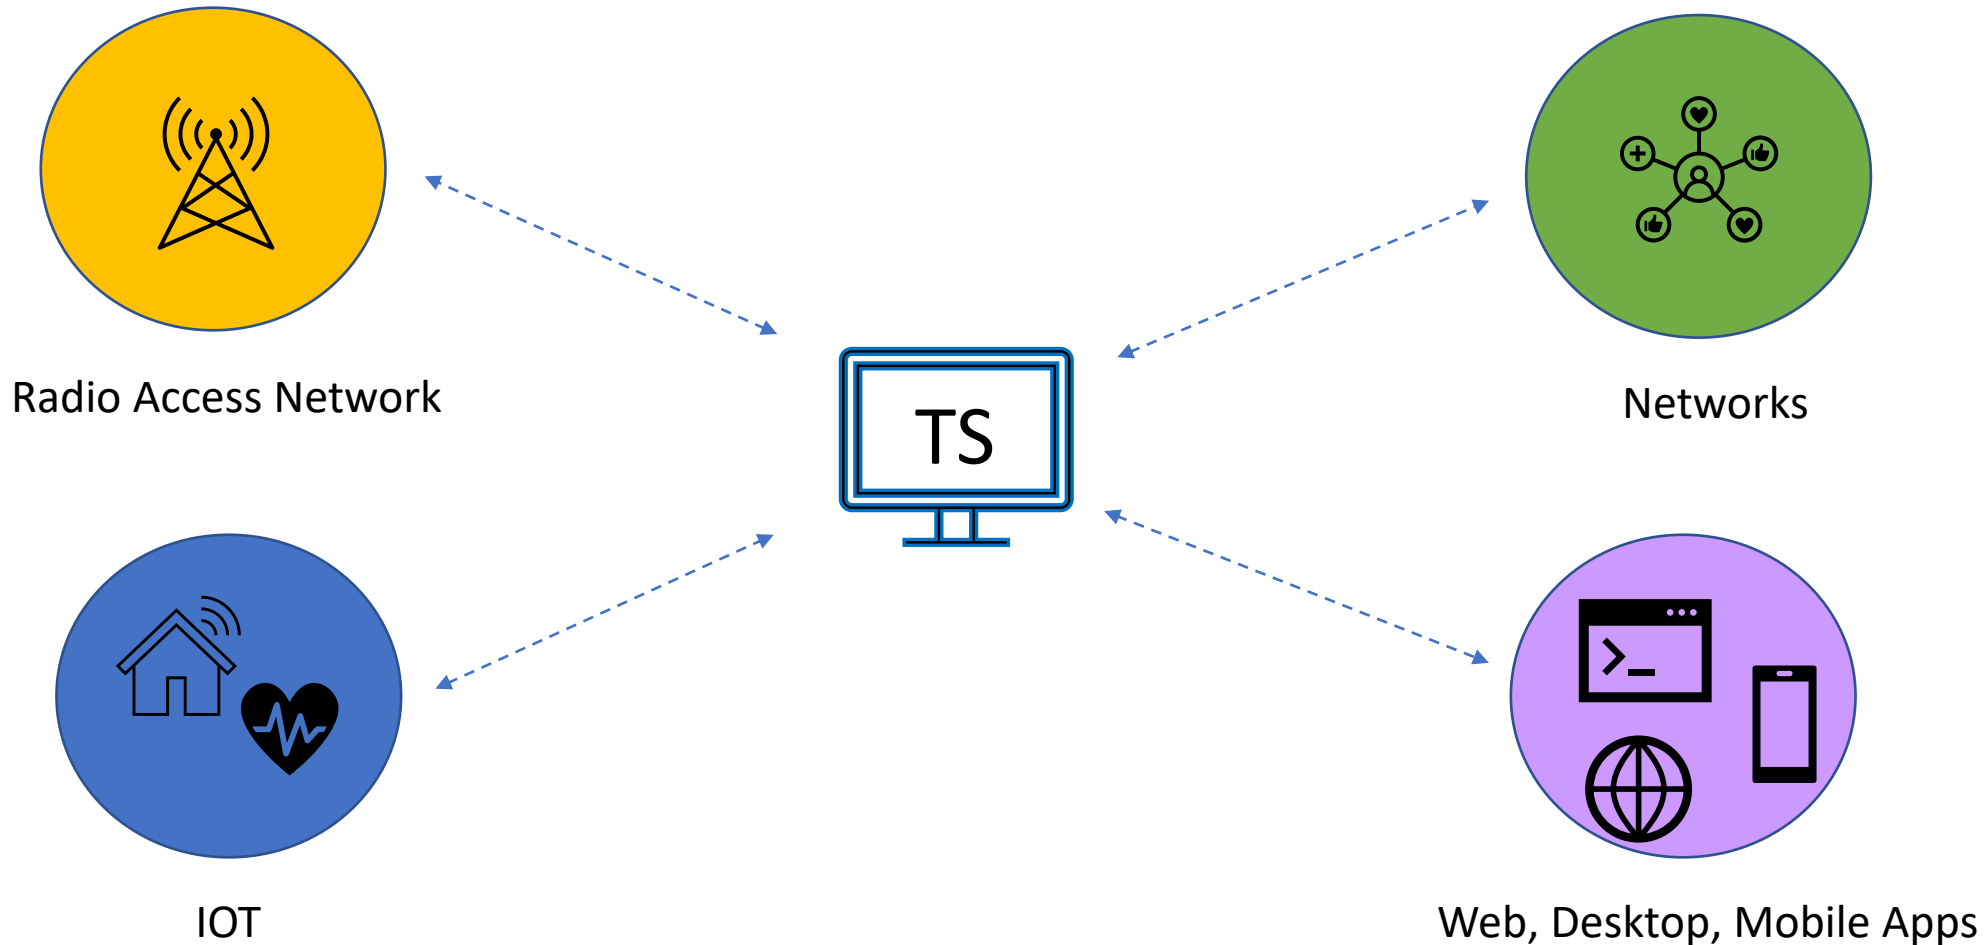 Radio Access Network
Networks
TS
IOT
Web, Desktop, Mobile Apps